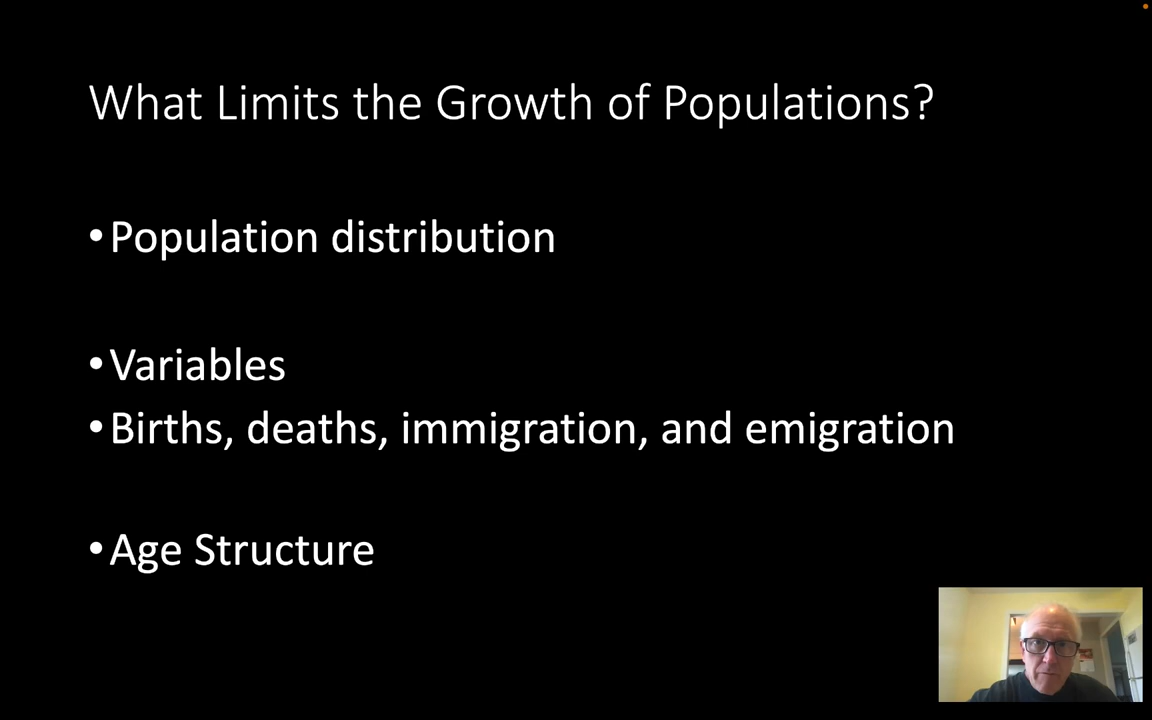 What Limits the Growth of Populations?
•Population distribution
•Variables
•Births, deaths, immigration, and emigration
•Age Structure